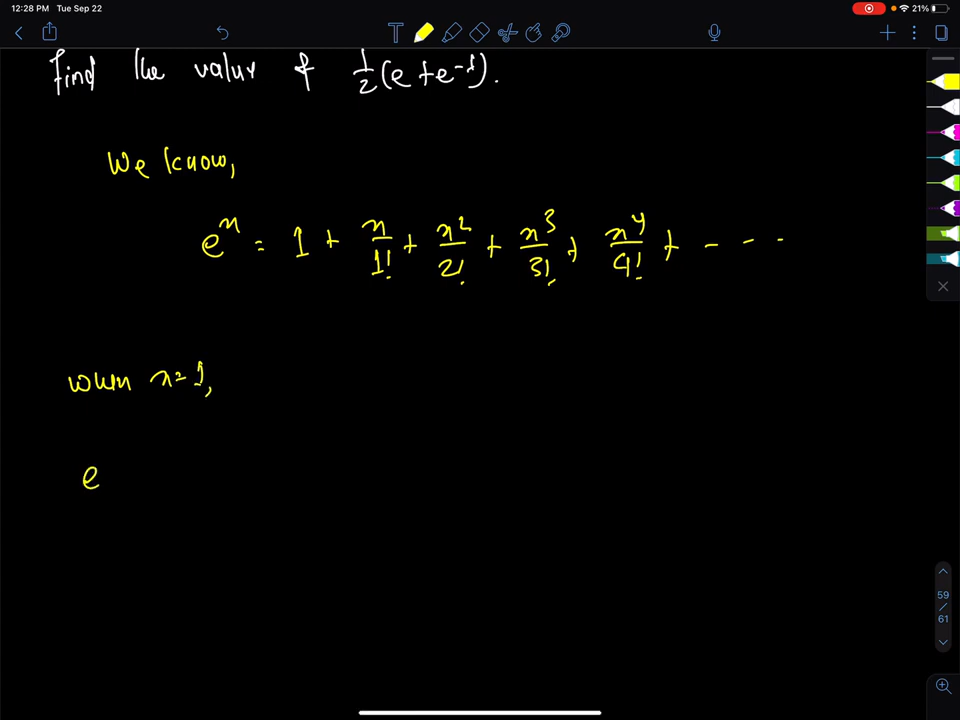 12:28 PM Tue Sep 22
21%
T
Find the value of 1/2 (e + e⁻¹).
We know,
eˣ = 1 + x/1! + x²/2! + x³/3! + x⁴/4! + - - -
when x = 1,
e
59
/
61